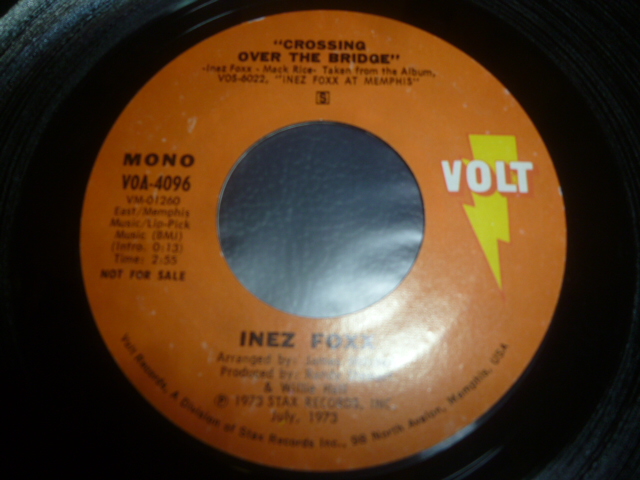 "CROSSING
OVER THE BRIDGE"
-Inez Foxx - Mack Rice- Taken from the Album,
VOS-6022, "INEZ FOXX AT MEMPHIS"
S
MONO
VOA-4096
VM-01260
East/Memphis
Music/Lip-Pick
Music (BMI)
(Intro. 0:13)
Time: 2:55
NOT FOR SALE
VOLT
INEZ FOXX
Arranged by:
Produced by:
& Willie Hall
℗ 1973 STAX RECORDS, INC.
July, 1973
Volt Records, A Division of Stax Records Inc., 98 North Avalon, Memphis, USA